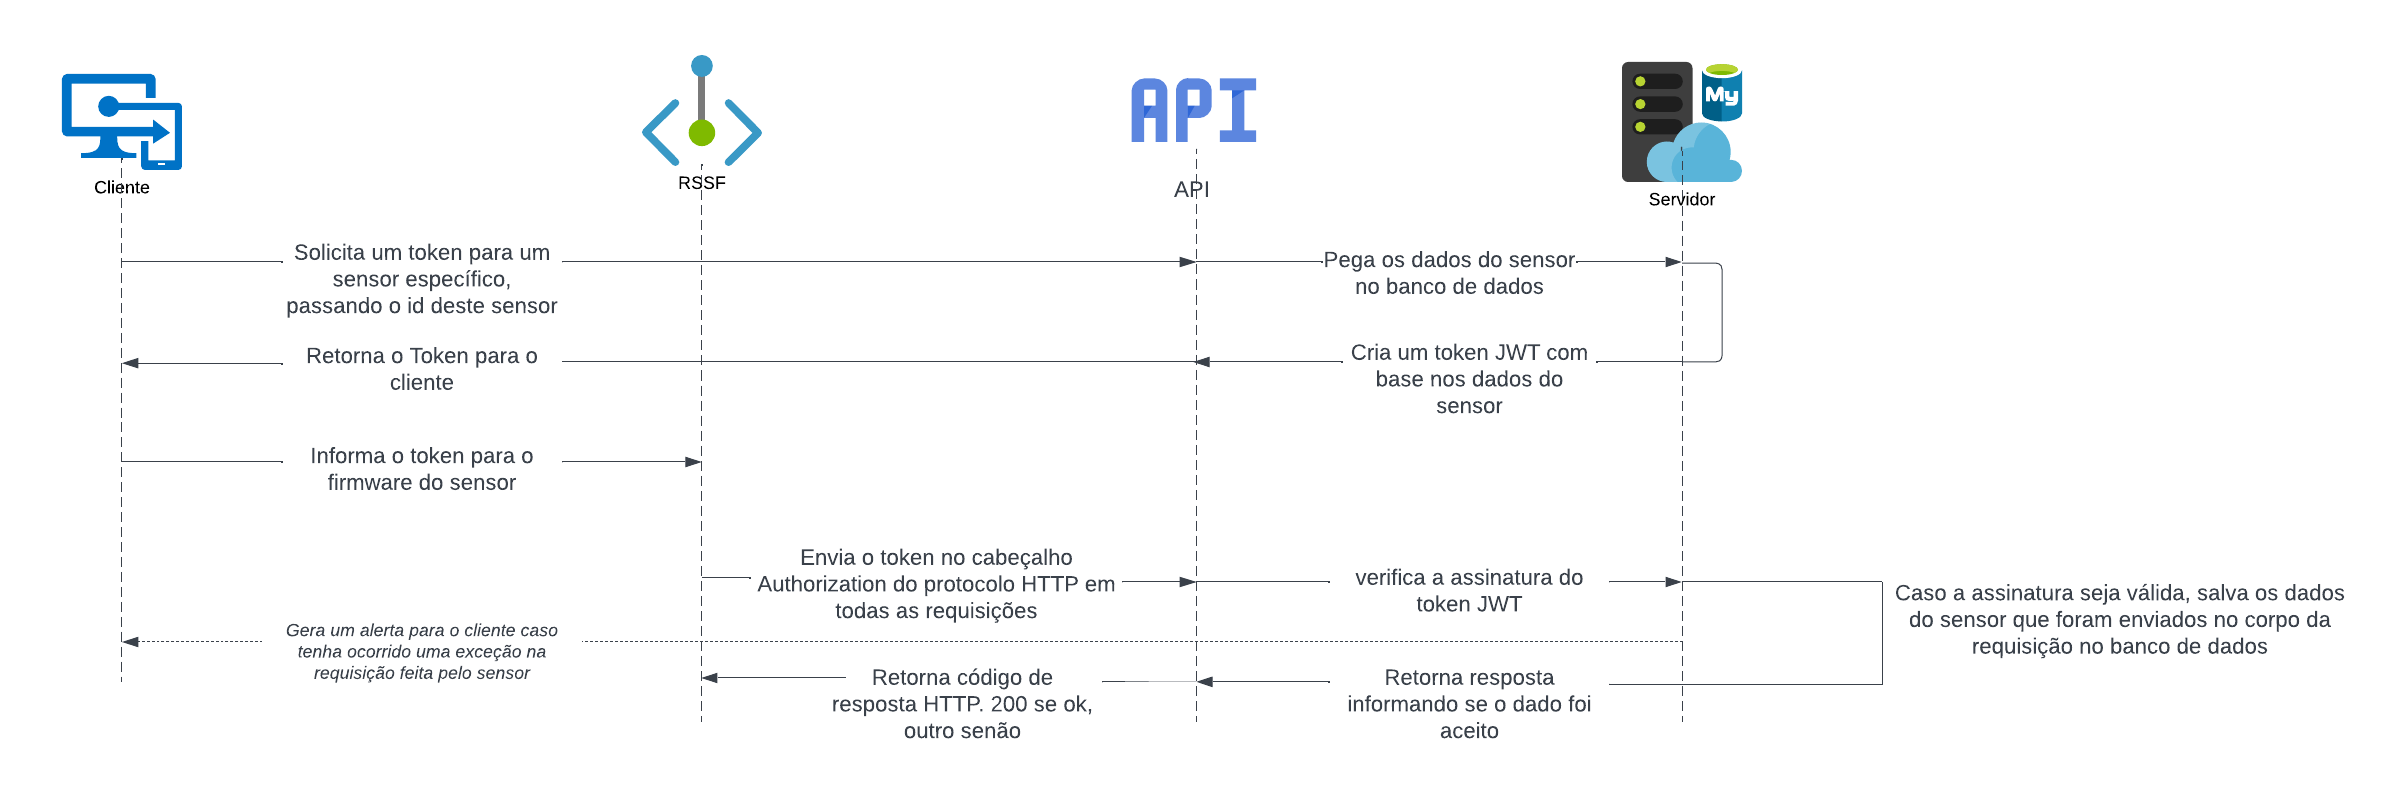 API
My
Cliente
RSSF
API
Servidor
Solicita um token para um
sensor específico,
passando o id deste sensor
Pega os dados do sensor
no banco de dados
Retorna o Token para o
cliente
Cria um token JWT com
base nos dados do
sensor
Informa o token para o
firmware do sensor
Envia o token no cabeçalho
Authorization do protocolo HTTP em
todas as requisições
verifica a assinatura do
token JWT
Caso a assinatura seja válida, salva os dados
do sensor que foram enviados no corpo da
requisição no banco de dados
Gera um alerta para o cliente caso
tenha ocorrido uma exceção na
requisição feita pelo sensor
Retorna código de
resposta HTTP. 200 se ok,
outro senão
Retorna resposta
informando se o dado foi
aceito